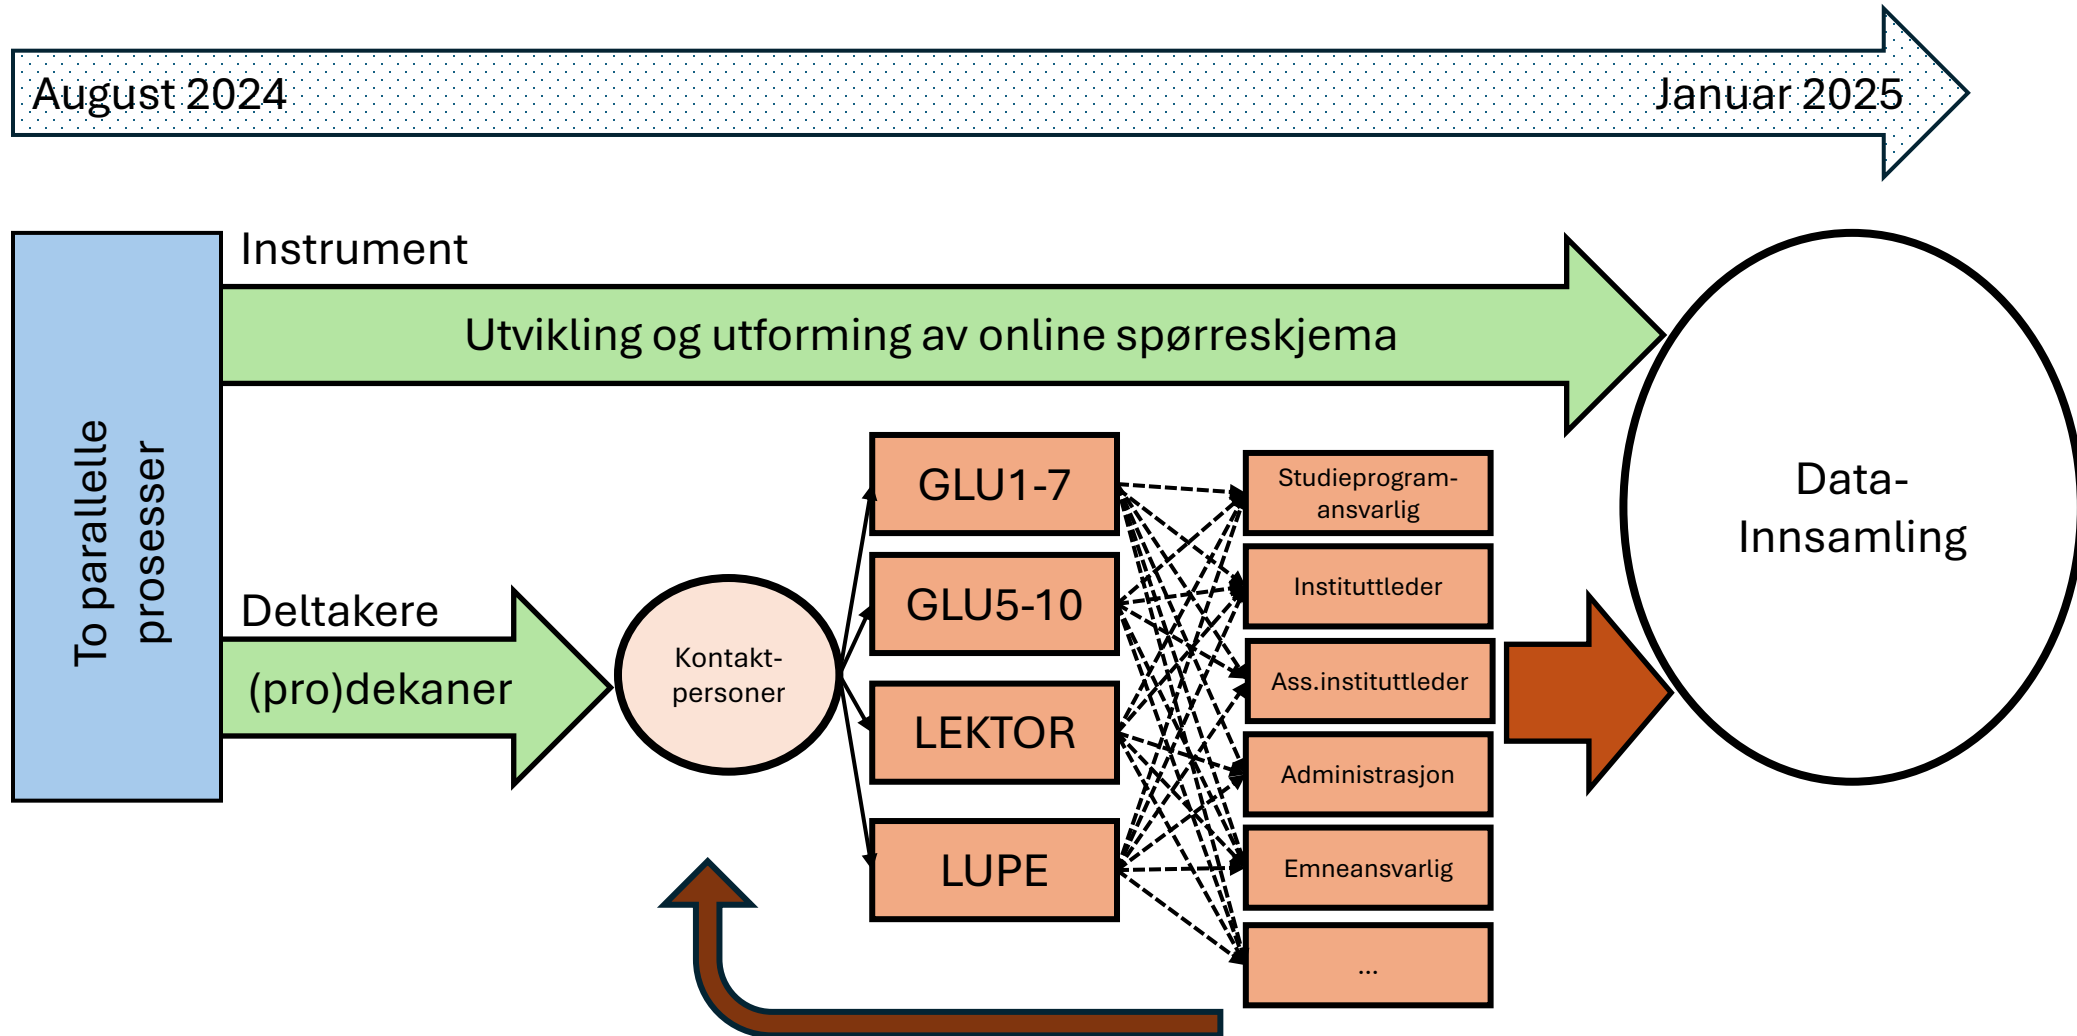 August 2024
Januar 2025
To parallelle
prosesser
Instrument
Utvikling og utforming av online spørreskjema
Deltakere
(pro)dekaner
Kontakt-
personer
GLU1-7
GLU5-10
LEKTOR
LUPE
Studieprogram-
ansvarlig
Instituttleder
Ass.instituttleder
Administrasjon
Emneansvarlig
...
Data-
Innsamling